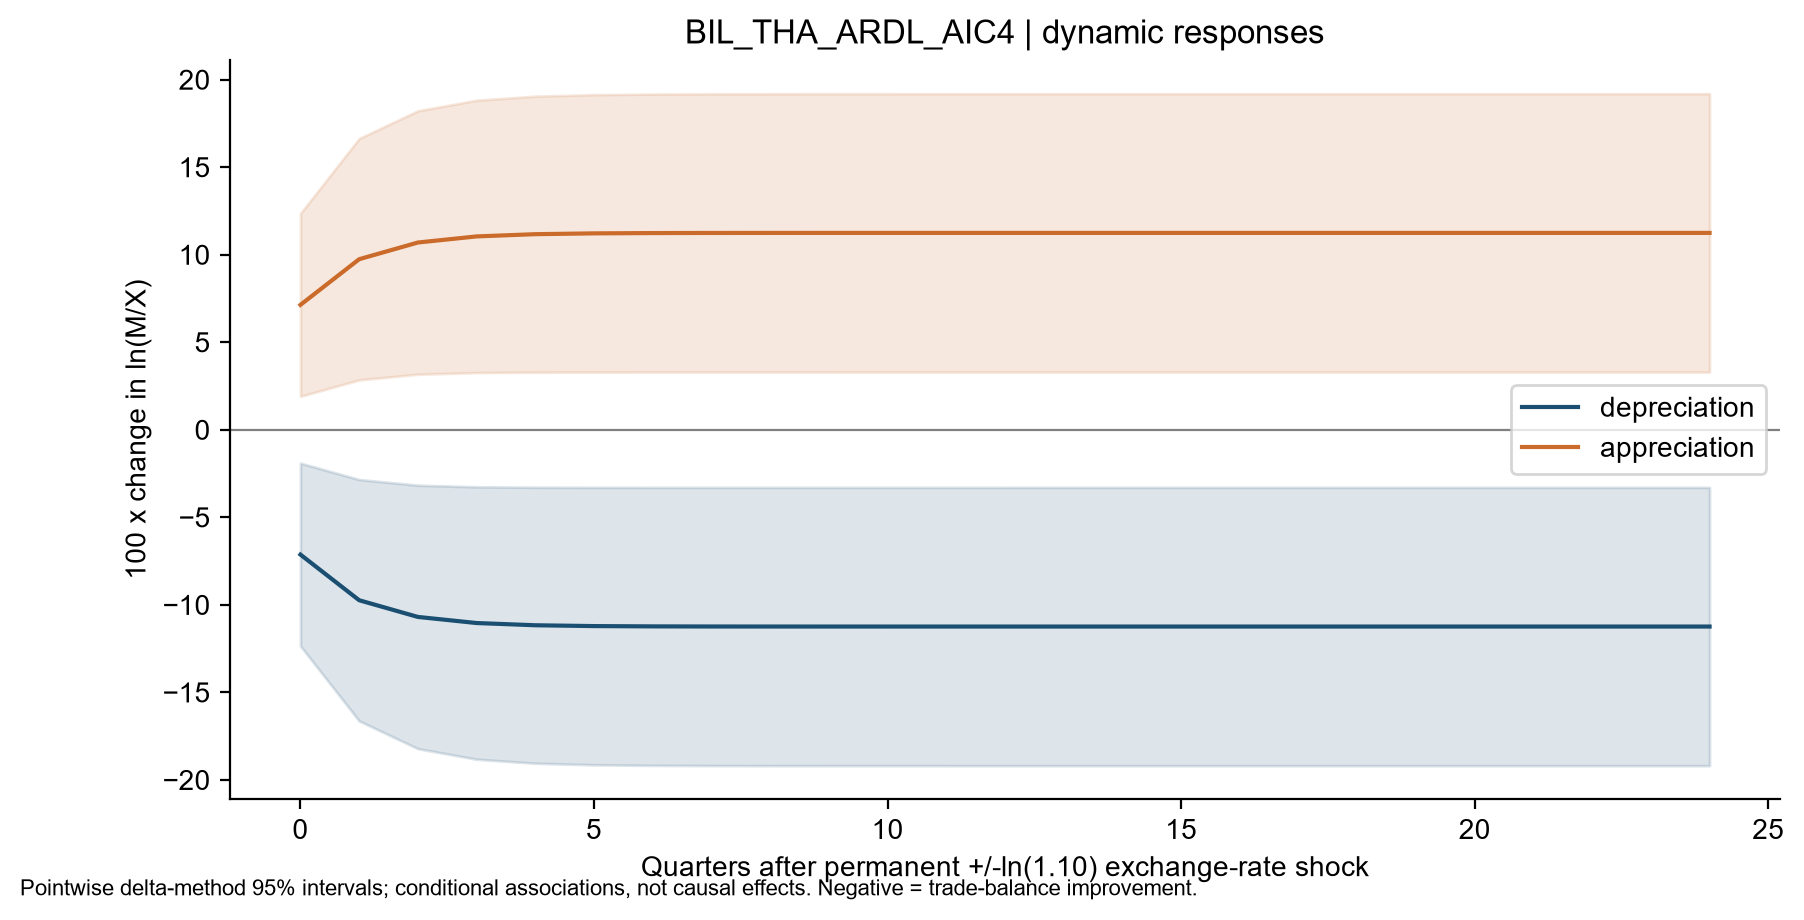 BIL_THA_ARDL_AIC4 | dynamic responses
100 x change in ln(M/X)
20
15
10
5
0
−5
−10
−15
−20
depreciation
appreciation
0
5
10
15
20
25
Quarters after permanent +/-ln(1.10) exchange-rate shock
Pointwise delta-method 95% intervals; conditional associations, not causal effects. Negative = trade-balance improvement.